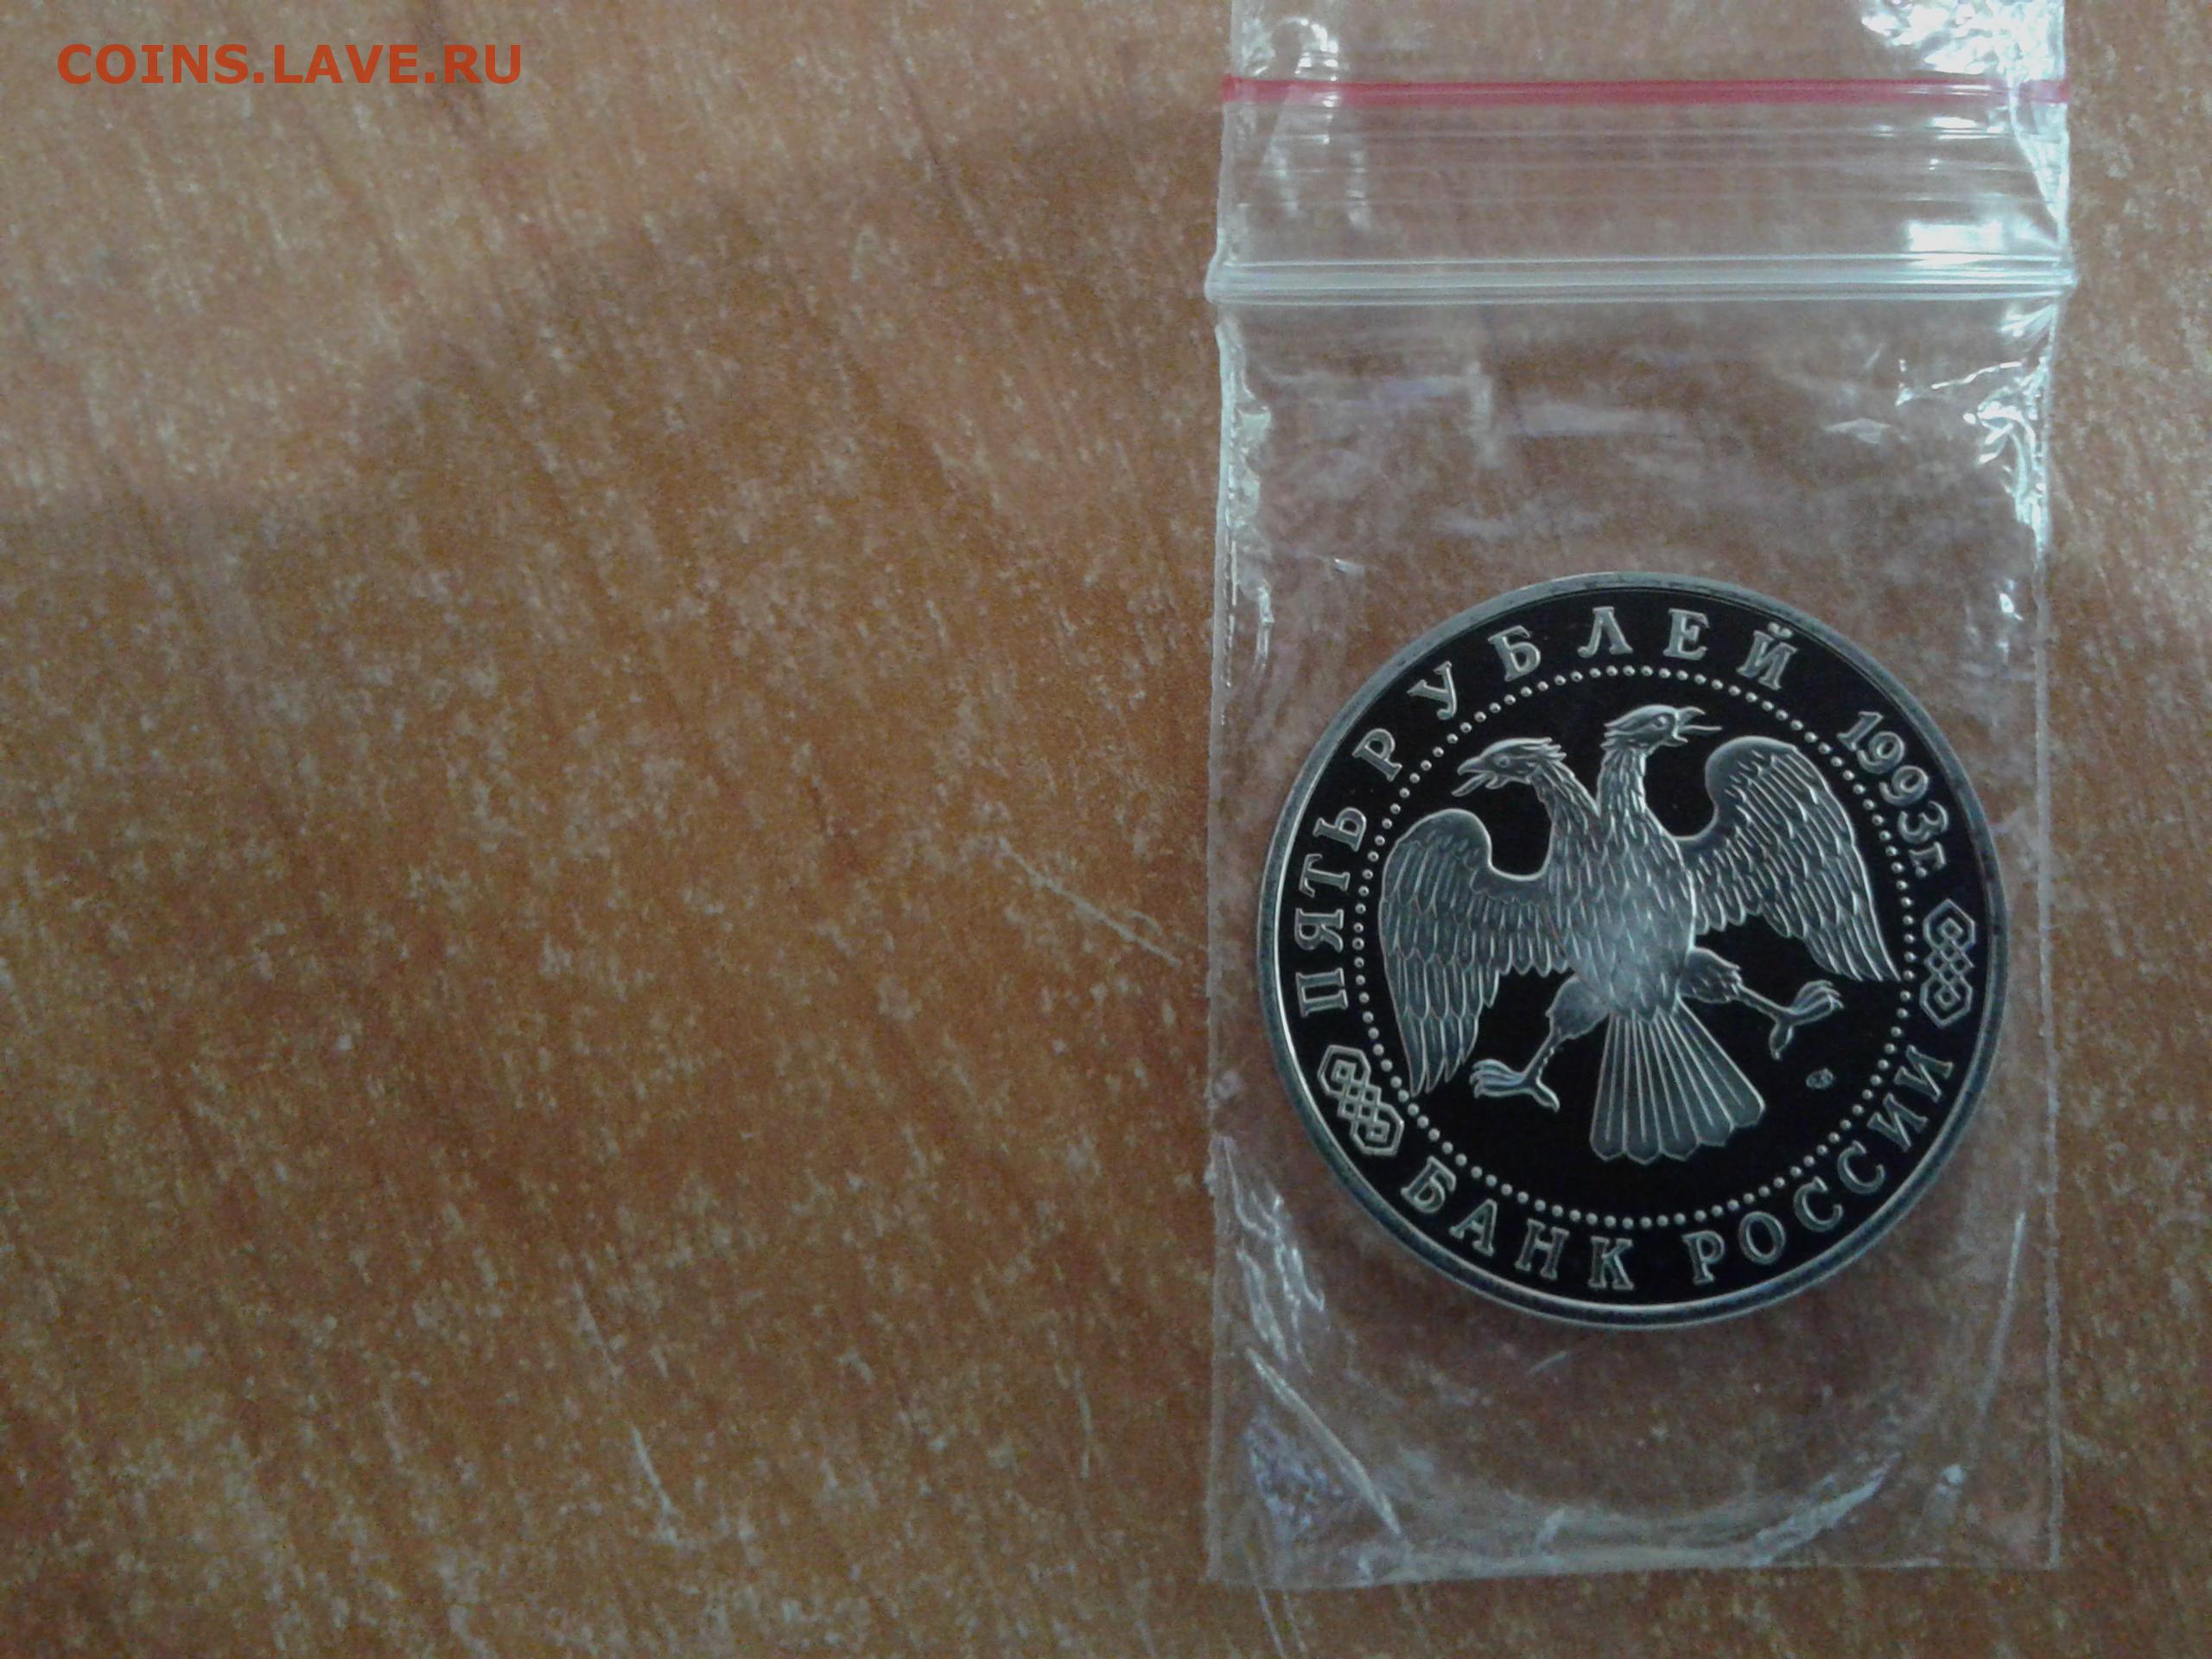 COINS.LAVE.RU
ПЯТЬ РУБЛЕЙ 1993г.
БАНК РОССИИ